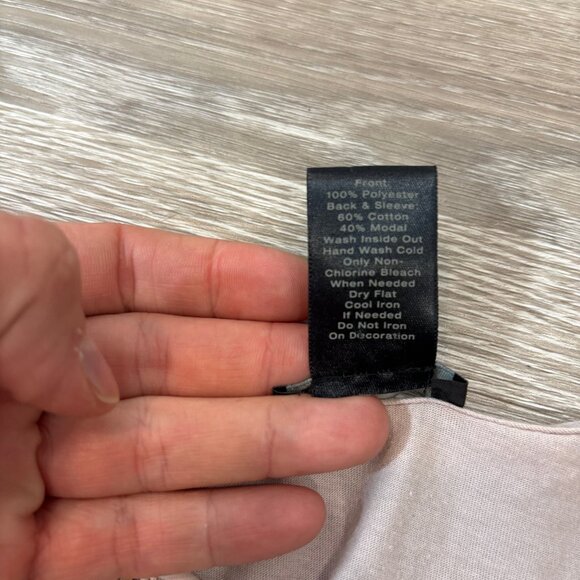 Front:
100% Polyester
Back & Sleeve:
60% Cotton
40% Modal
Wash Inside Out
Hand Wash Cold
Only Non-
Chlorine Bleach
When Needed
Dry Flat
Cool Iron
If Needed
Do Not Iron
On Decoration